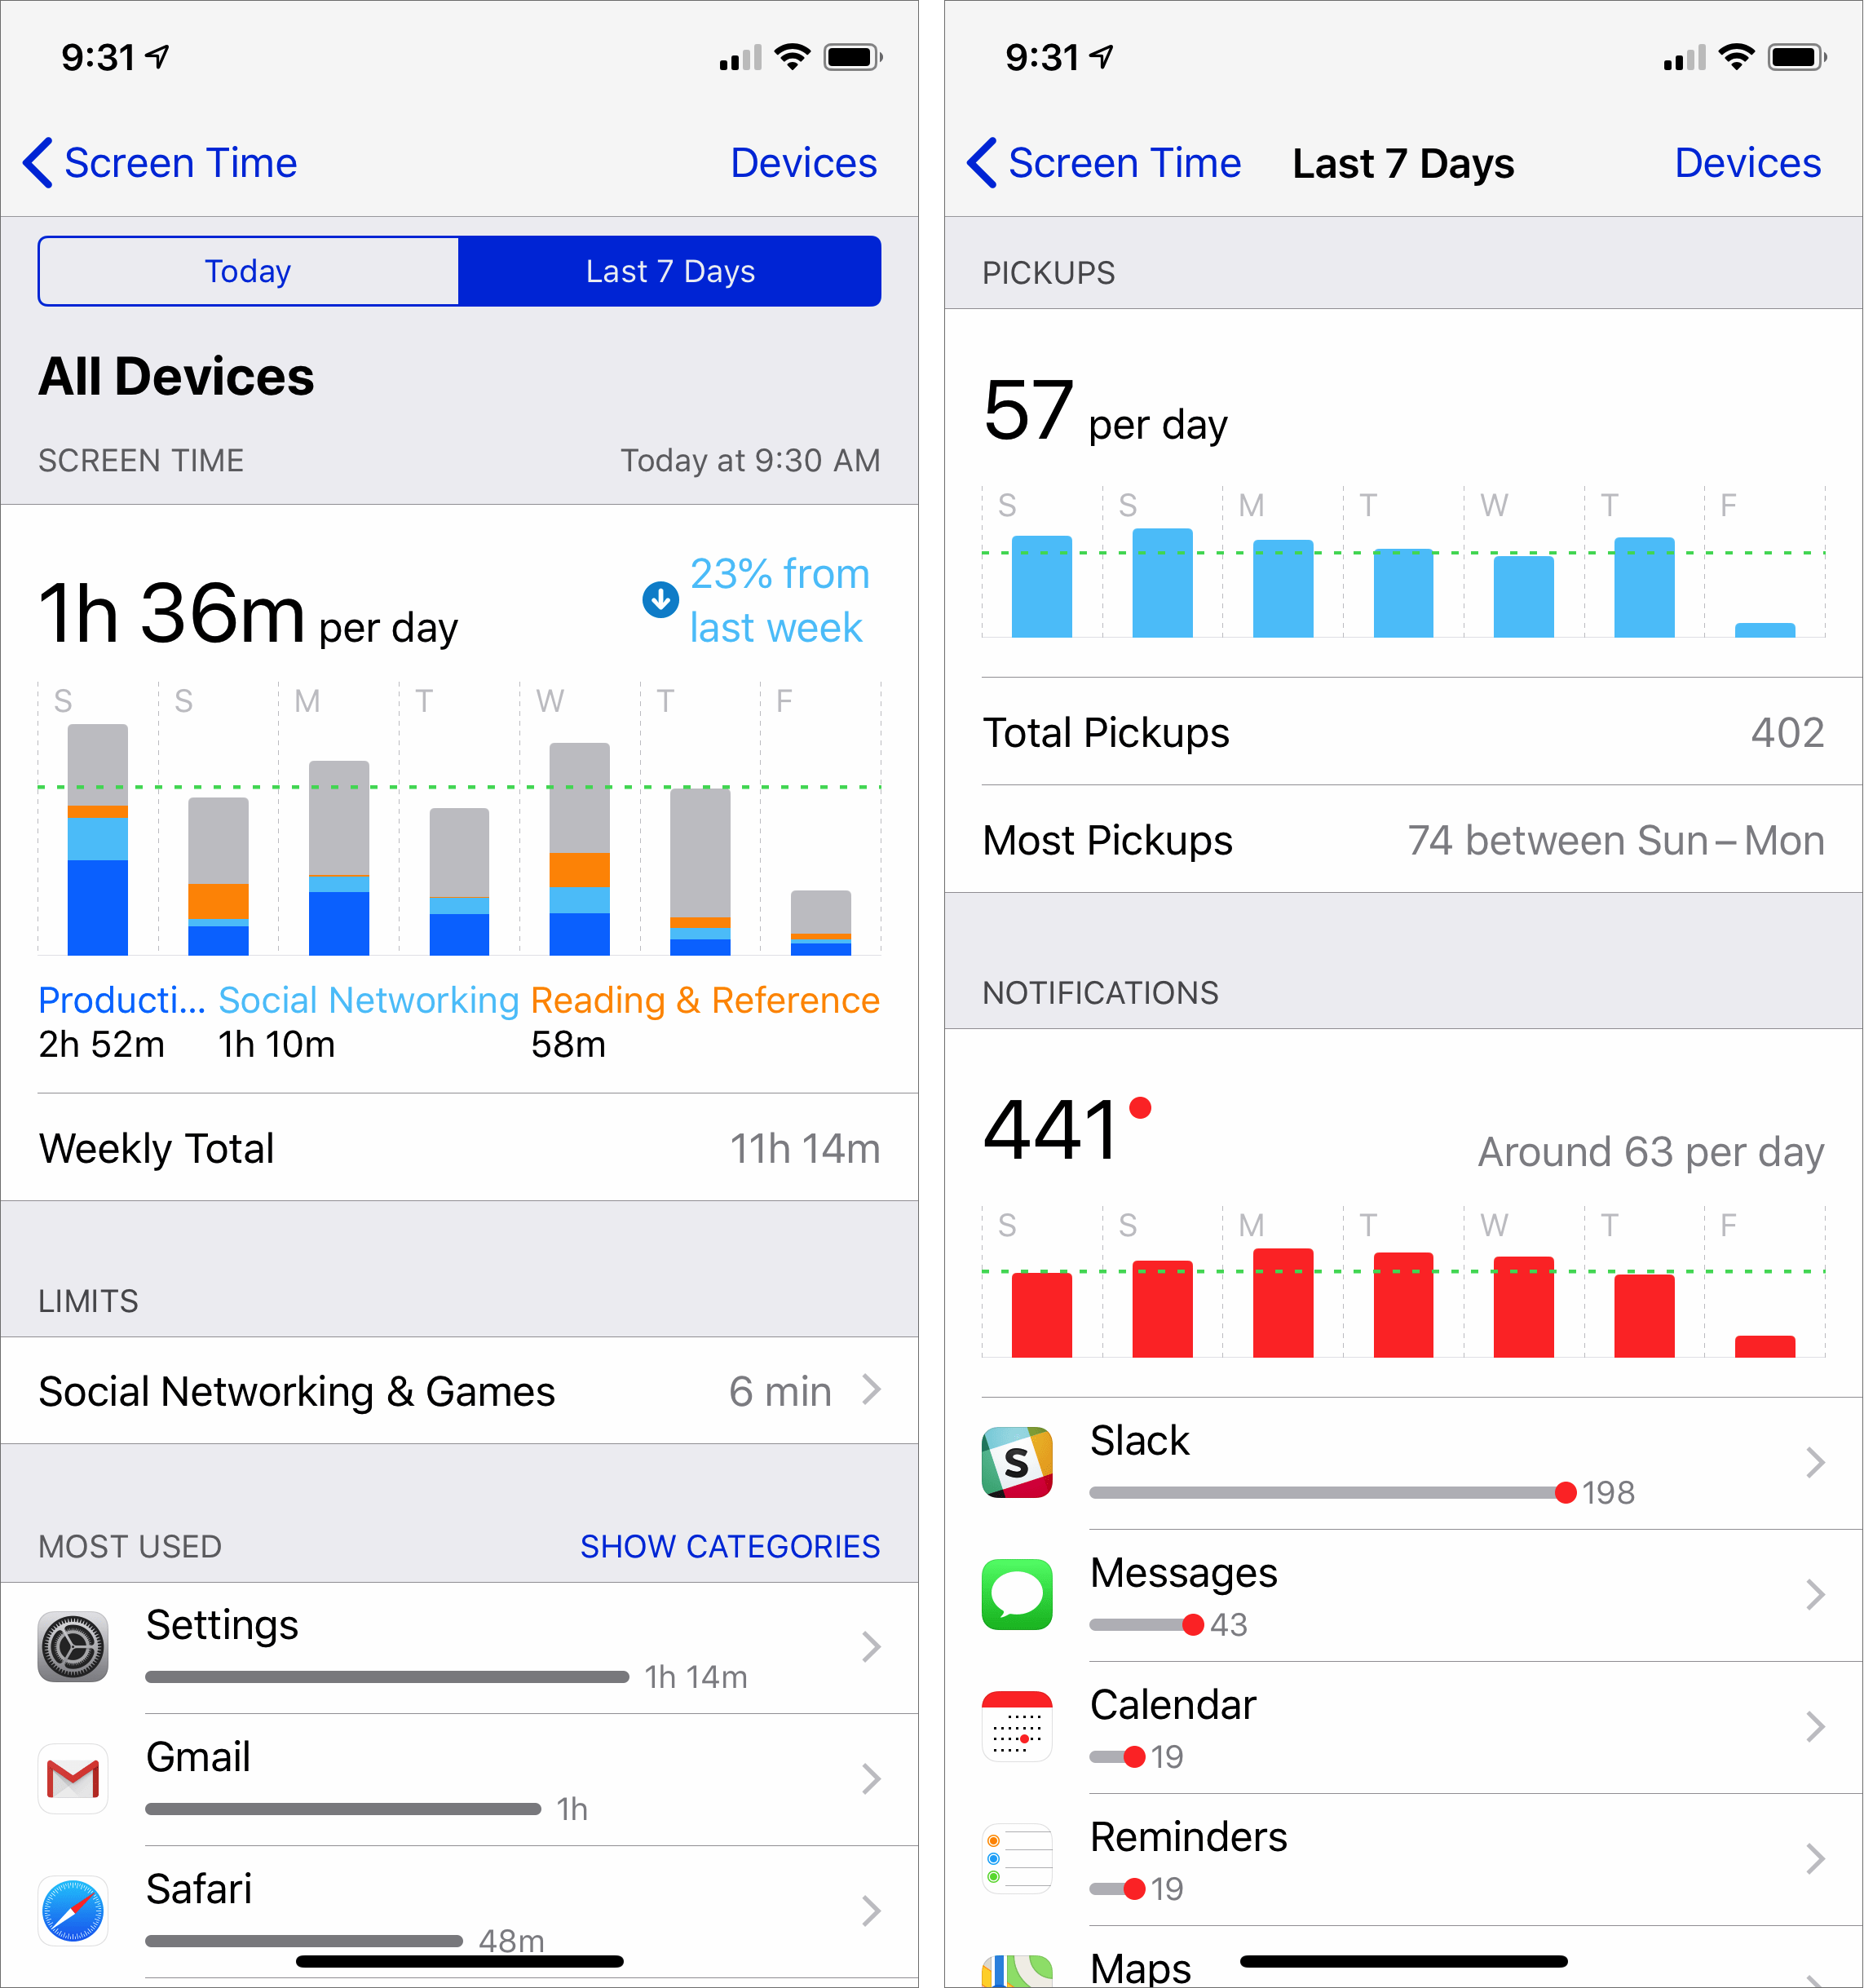 9:31
Screen Time
Devices
Today
Last 7 Days
All Devices
SCREEN TIME
Today at 9:30 AM
1h 36m per day
23% from
last week
S S M T W T F
Producti... Social Networking Reading & Reference
2h 52m 1h 10m 58m
Weekly Total 11h 14m
LIMITS
Social Networking & Games 6 min
MOST USED SHOW CATEGORIES
Settings
1h 14m
Gmail
1h
Safari
48m
9:31
Screen Time Last 7 Days Devices
PICKUPS
57 per day
S S M T W T F
Total Pickups 402
Most Pickups 74 between Sun – Mon
NOTIFICATIONS
441
Around 63 per day
S S M T W T F
S
Slack
198
Messages
43
Calendar
19
Reminders
19
Maps